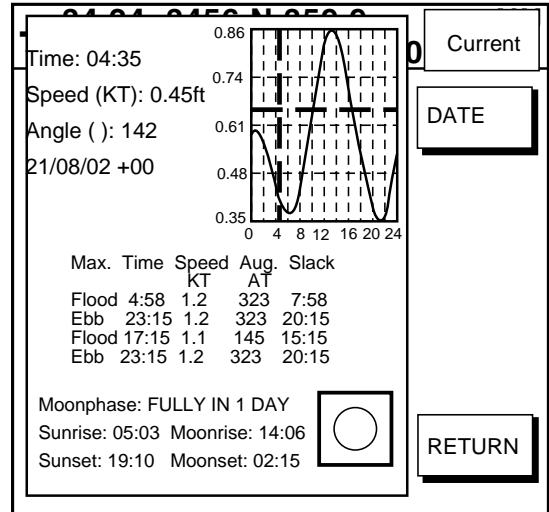 Time: 04:35
Speed (KT): 0.45ft
Angle ( ): 142
21/08/02 +00
0.86
0.74
0.61
0.48
0.35
0 4 8 12 16 20 24
Current
DATE
Max. Time Speed Aug. Slack
KT AT
Flood 4:58 1.2 323 7:58
Ebb 23:15 1.2 323 20:15
Flood 17:15 1.1 145 15:15
Ebb 23:15 1.2 323 20:15
Moonphase: FULLY IN 1 DAY
Sunrise: 05:03 Moonrise: 14:06
Sunset: 19:10 Moonset: 02:15
RETURN